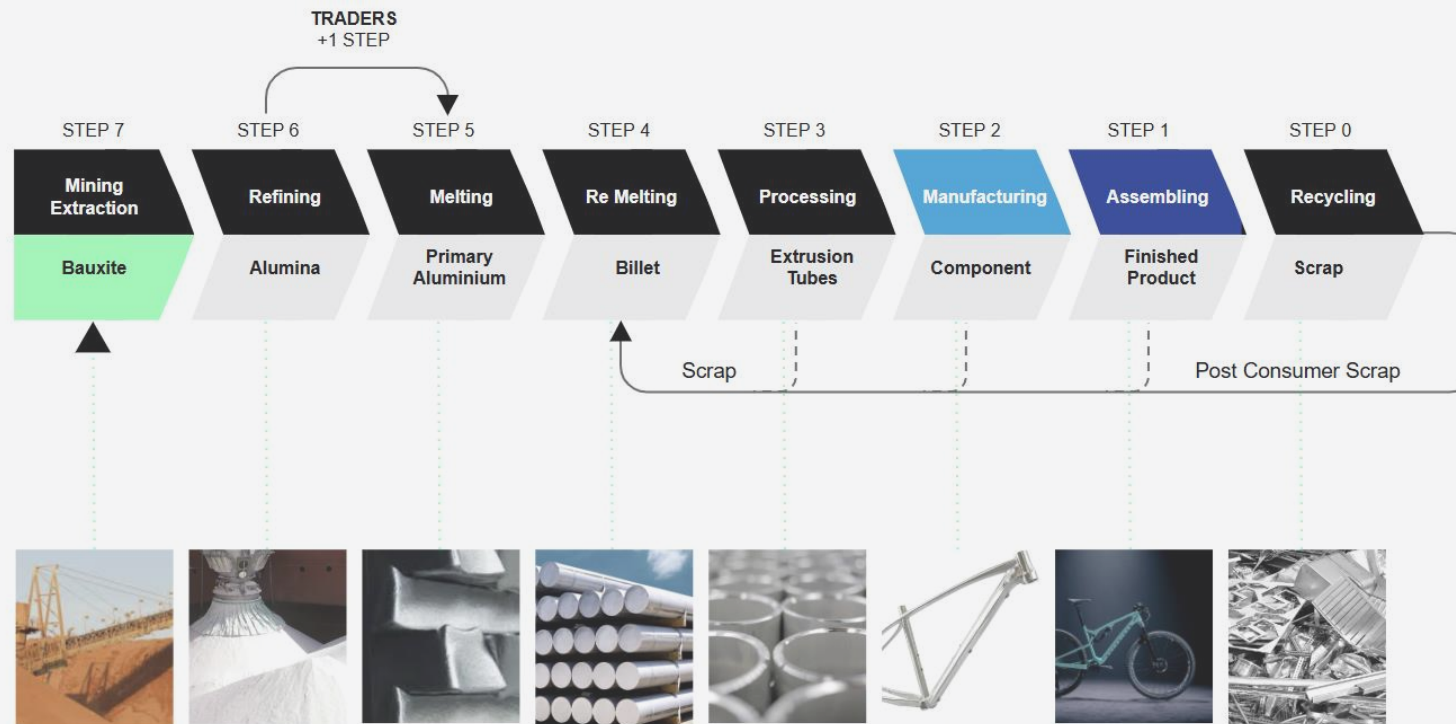 TRADERS
+1 STEP
STEP 7
STEP 6
STEP 5
STEP 4
STEP 3
STEP 2
STEP 1
STEP 0
Mining
Extraction
Refining
Melting
Re Melting
Processing
Manufacturing
Assembling
Recycling
Bauxite
Alumina
Primary
Aluminium
Billet
Extrusion
Tubes
Component
Finished
Product
Scrap
Scrap
Post Consumer Scrap